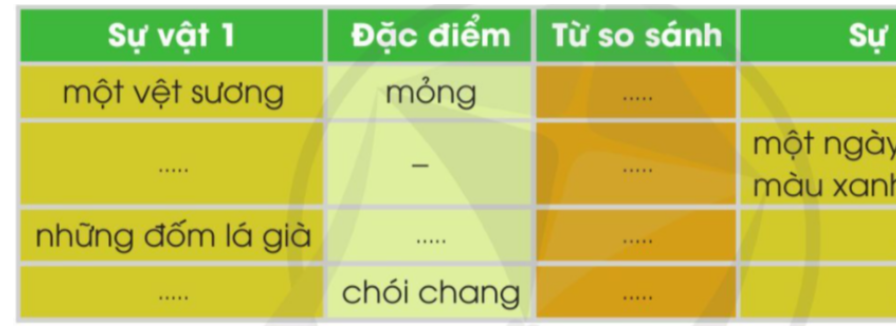 Sự vật 1 Đặc điểm Từ so sánh Sự
một vệt sương mỏng .....
..... – ..... một ngày
màu xanh
những đốm lá già ..... .....
..... chói chang .....